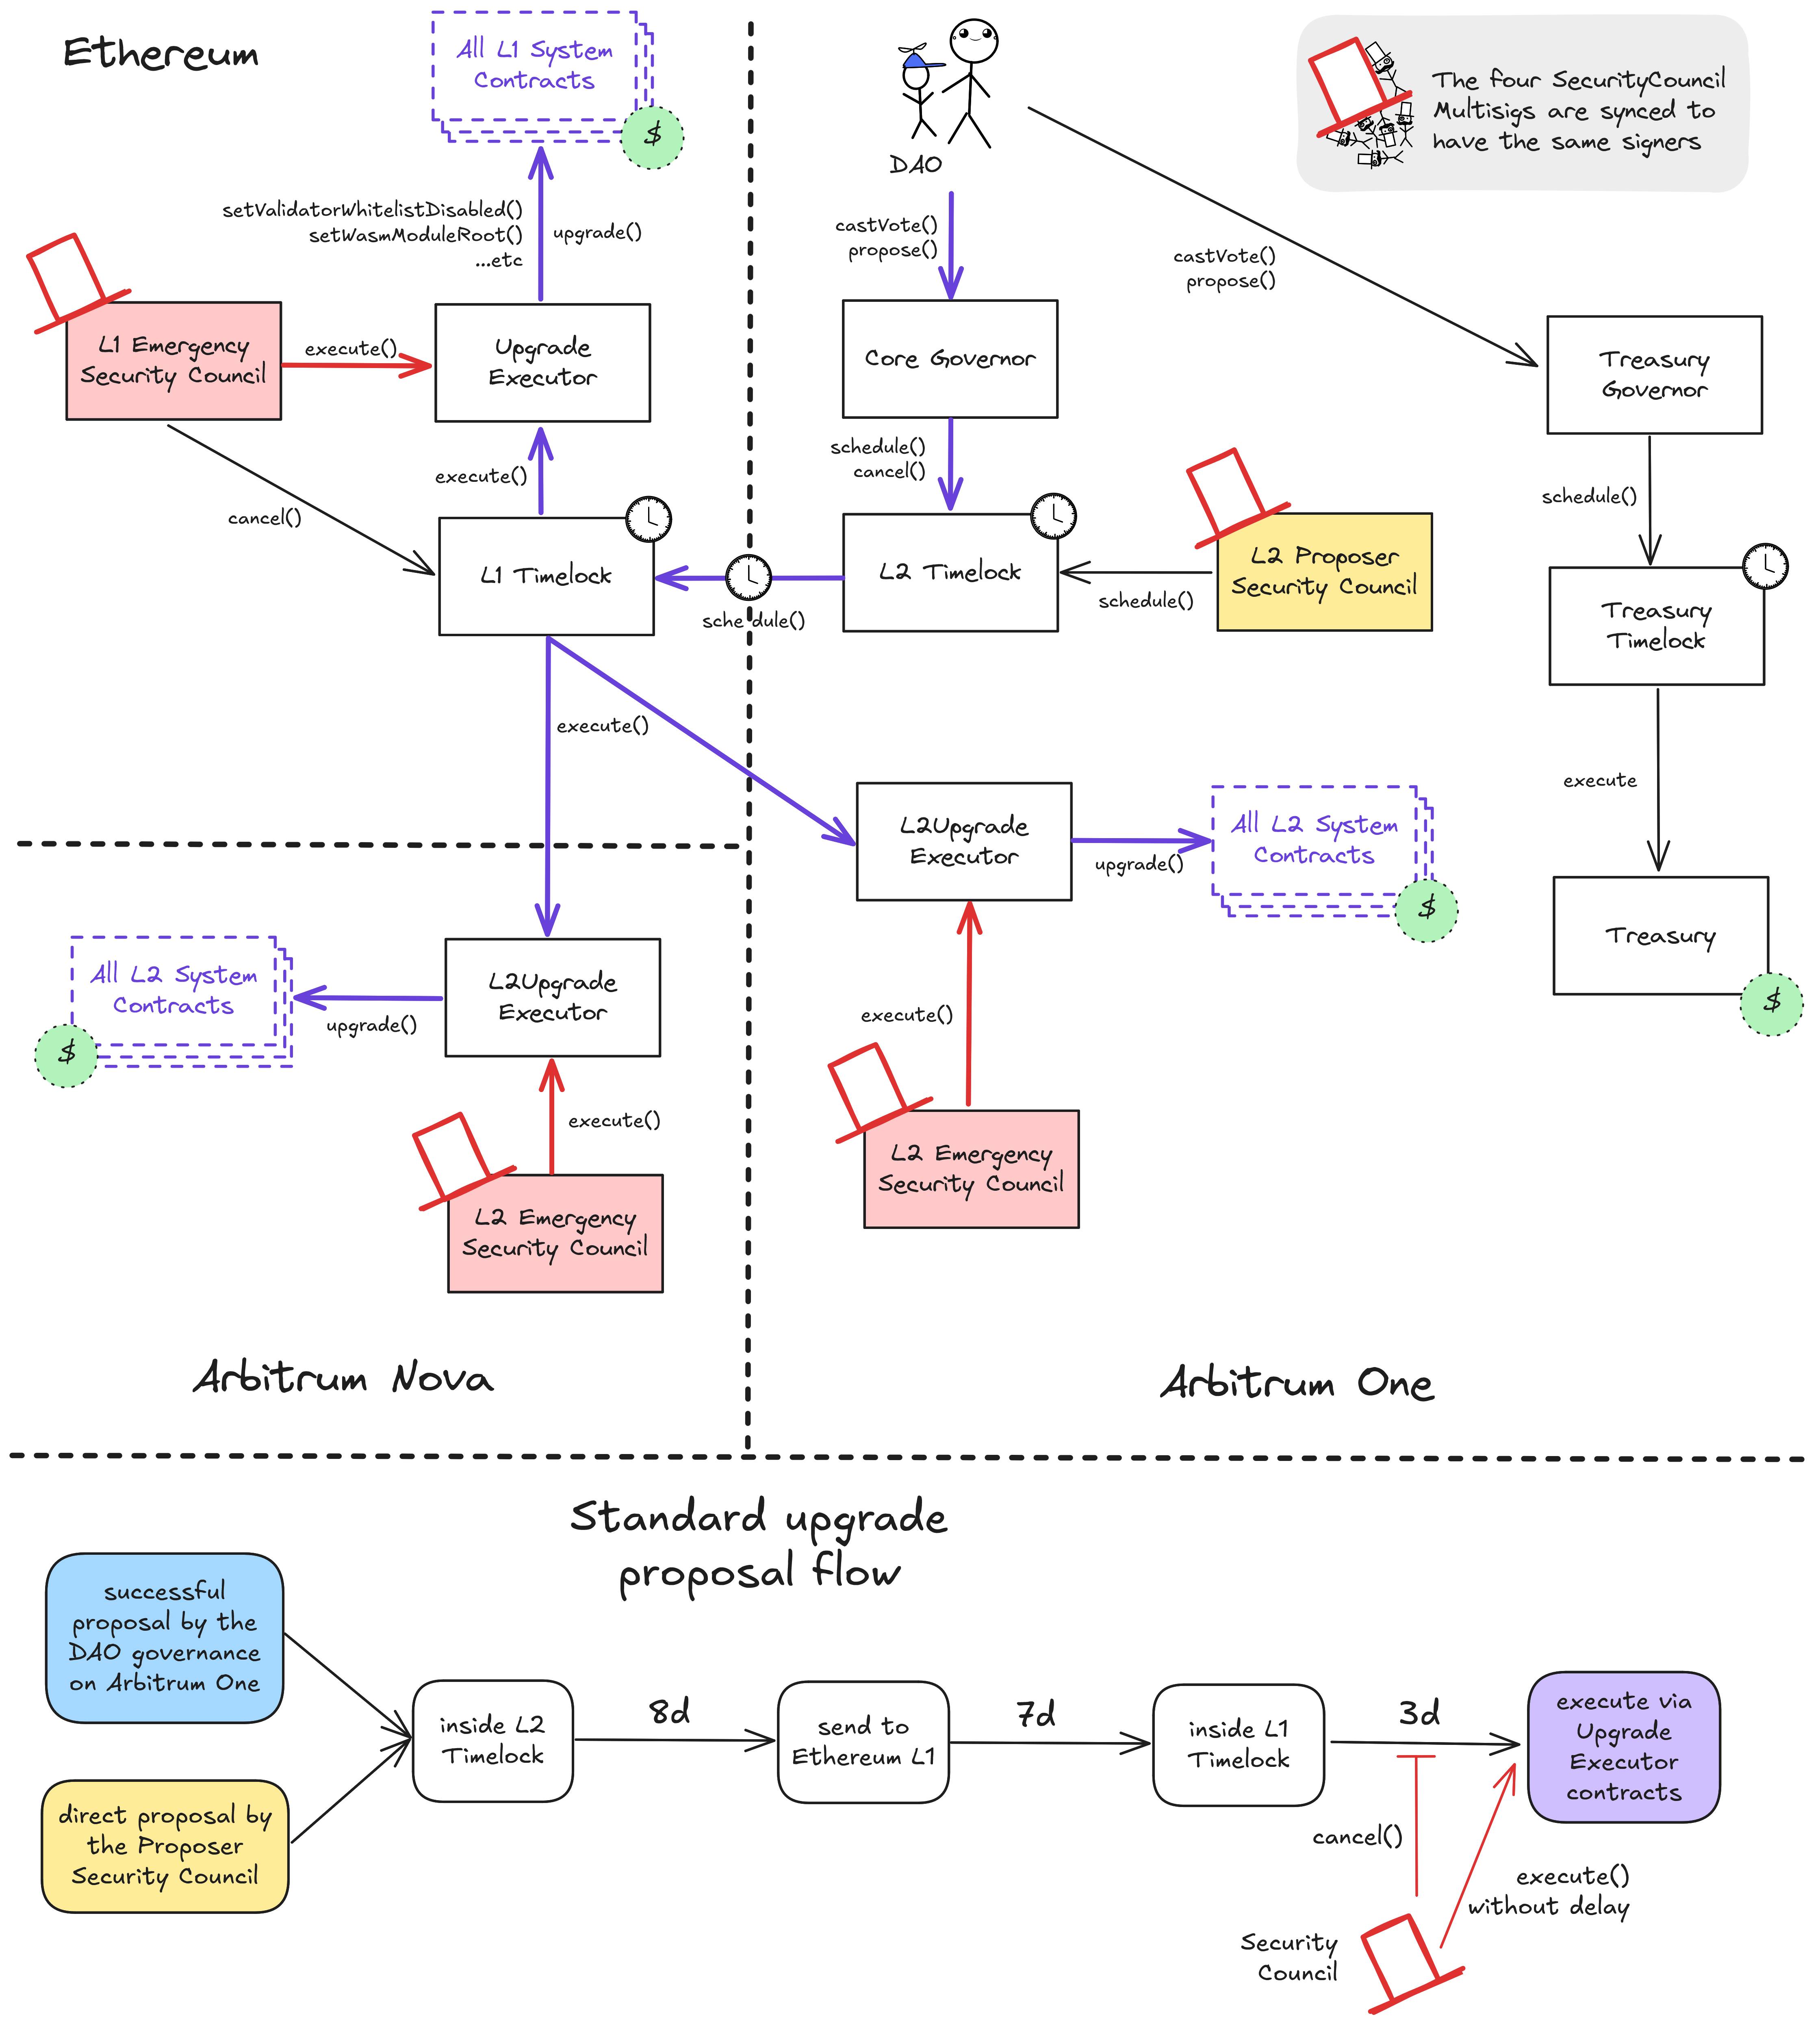 Ethereum
All L1 System
Contracts
$
DAO
The four SecurityCouncil
Multisigs are synced to
have the same signers
setValidatorWhitelistDisabled()
setWasmModuleRoot()
...etc
upgrade()
castVote()
propose()
castVote()
propose()
L1 Emergency
Security Council
execute()
Upgrade
Executor
Core Governor
Treasury
Governor
cancel()
execute()
schedule()
cancel()
schedule()
L1 Timelock
sche dule()
L2 Timelock
schedule()
L2 Proposer
Security Council
Treasury
Timelock
execute()
execute
L2Upgrade
Executor
upgrade()
All L2 System
Contracts
$
Treasury
$
All L2 System
Contracts
$
upgrade()
L2Upgrade
Executor
execute()
execute()
L2 Emergency
Security Council
L2 Emergency
Security Council
Arbitrum Nova
Arbitrum One
Standard upgrade
proposal flow
successful
proposal by the
DAO governance
on Arbitrum One
direct proposal by
the Proposer
Security Council
inside L2
Timelock
8d
send to
Ethereum L1
7d
inside L1
Timelock
3d
execute via
Upgrade
Executor
contracts
cancel()
execute()
without delay
Security
Council